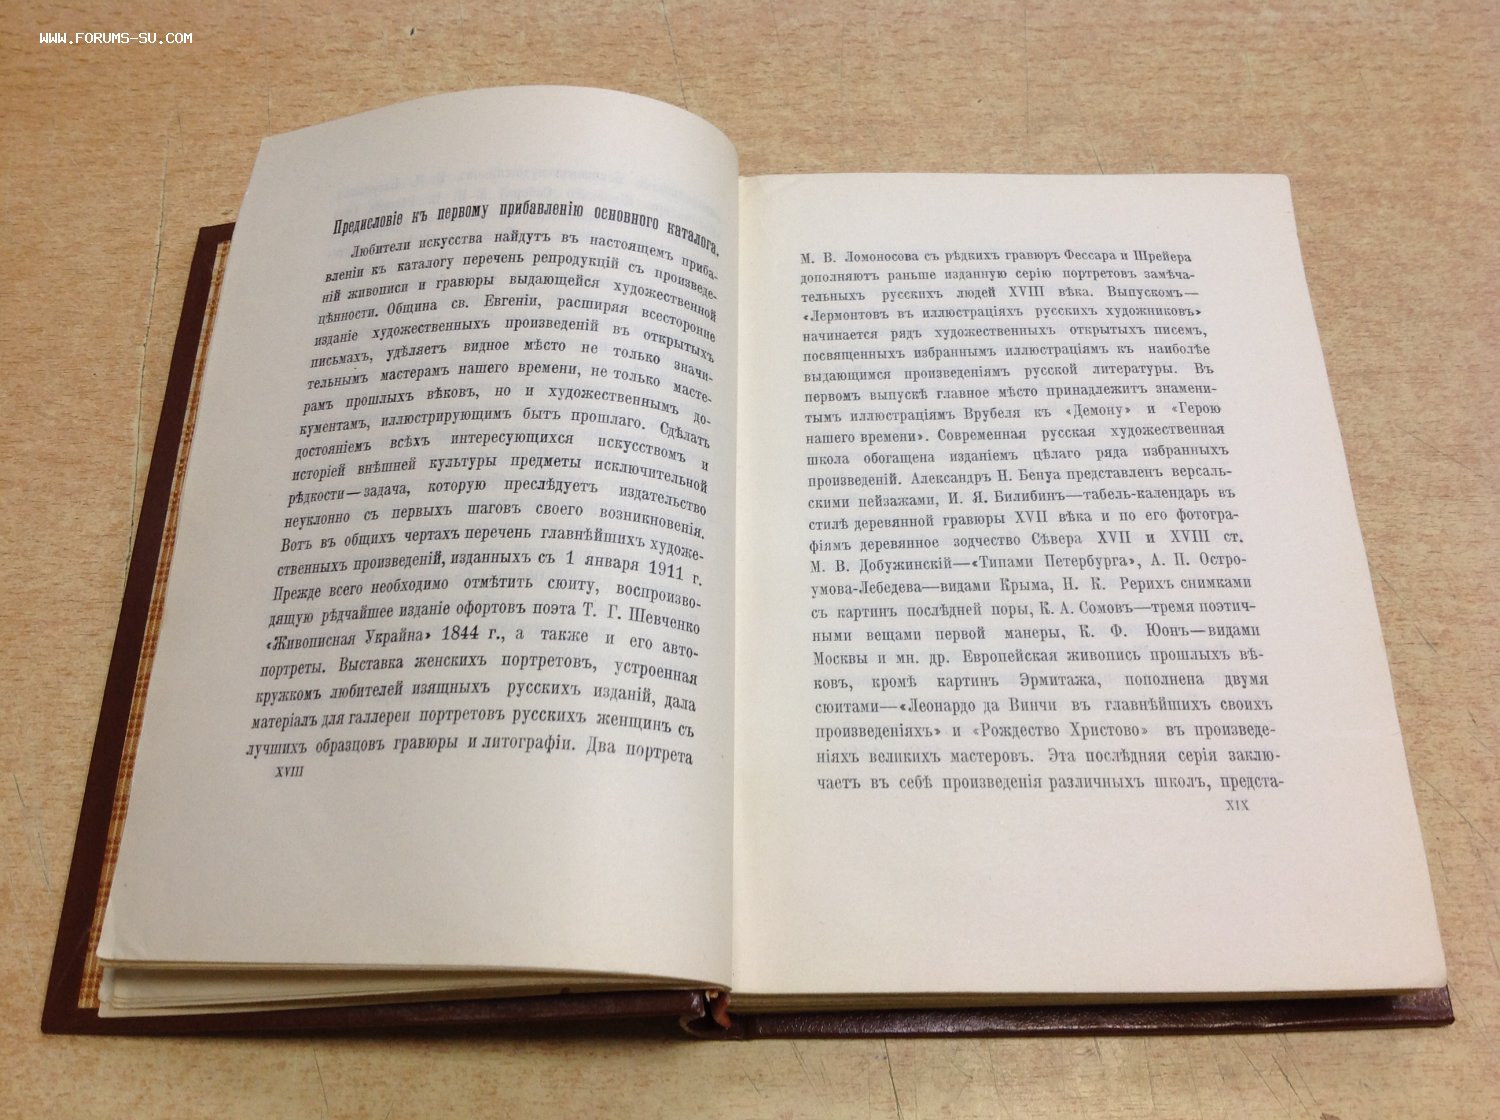 WWW.FORUMS-SU.COM
Предисловіе къ первому прибавленію основного каталога.
Любители искусства найдутъ въ настоящемъ приба-
вленіи къ каталогу перечень репродукцій съ произведе-
ній живописи и гравюры выдающейся художественной
цѣнности. Община св. Евгеніи, расширяя всесторонне
изданіе художественныхъ произведеній въ открытыхъ
письмахъ, удѣляетъ видное мѣсто не только значи-
тельнымъ мастерамъ нашего времени, не только масте-
рамъ прошлыхъ вѣковъ, но и художественнымъ до-
кументамъ, иллюстрирующимъ бытъ прошлаго. Сдѣлать
достояніемъ всѣхъ интересующихся искусствомъ и
исторіей внѣшней культуры предметы исключительной
рѣдкости—задача, которую преслѣдуетъ издательство
неуклонно съ первыхъ шаговъ своего возникновенія.
Вотъ въ общихъ чертахъ перечень главнѣйшихъ художе-
ственныхъ произведеній, изданныхъ съ 1 января 1911 г.
Прежде всего необходимо отмѣтить сюиту, воспроизво-
дящую рѣдчайшее изданіе офортовъ поэта Т. Г. Шевченко
«Живописная Украйна» 1844 г., а также и его авто-
портреты. Выставка женскихъ портретовъ, устроенная
кружкомъ любителей изящныхъ русскихъ изданій, дала
матеріалъ для галлереи портретовъ русскихъ женщинъ съ
лучшихъ образцовъ гравюры и литографіи. Два портрета
XVIII
М. В. Ломоносова съ рѣдкихъ гравюръ Фессара и Шрейера
дополняютъ раньше изданную серію портретовъ замѣча-
тельныхъ русскихъ людей XVIII вѣка. Выпускомъ—
«Лермонтовъ въ иллюстраціяхъ русскихъ художниковъ»
начинается рядъ художественныхъ открытыхъ писемъ,
посвященныхъ избраннымъ иллюстраціямъ къ наиболѣе
выдающимся произведеніямъ русской литературы. Въ
первомъ выпускѣ главное мѣсто принадлежитъ знамени-
тымъ иллюстраціямъ Врубеля къ «Демону» и «Герою
нашего времени». Современная русская художественная
школа обогащена изданіемъ цѣлаго ряда избранныхъ
произведеній. Александръ Н. Бенуа представленъ версаль-
скими пейзажами, И. Я. Билибинъ—табель-календарь въ
стилѣ деревянной гравюры XVII вѣка и по его фотогра-
фіямъ деревянное зодчество Сѣвера XVII и XVIII ст.
М. В. Добужинскій—«Типами Петербурга», А. П. Остро-
умова-Лебедева—видами Крыма, Н. К. Рерихъ снимками
съ картинъ послѣдней поры, К. А. Сомовъ—тремя поэтич-
ными вещами первой манеры, К. Ф. Юонъ—видами
Москвы и мн. др. Европейская живопись прошлыхъ вѣ-
ковъ, кромѣ картинъ Эрмитажа, пополнена двумя
сюитами—«Леонардо да Винчи въ главнѣйшихъ своихъ
произведеніяхъ» и «Рождество Христово» въ произведе-
ніяхъ великихъ мастеровъ. Эта послѣдняя серія заклю-
чаетъ въ себѣ произведенія различныхъ школъ, предста-
XIX